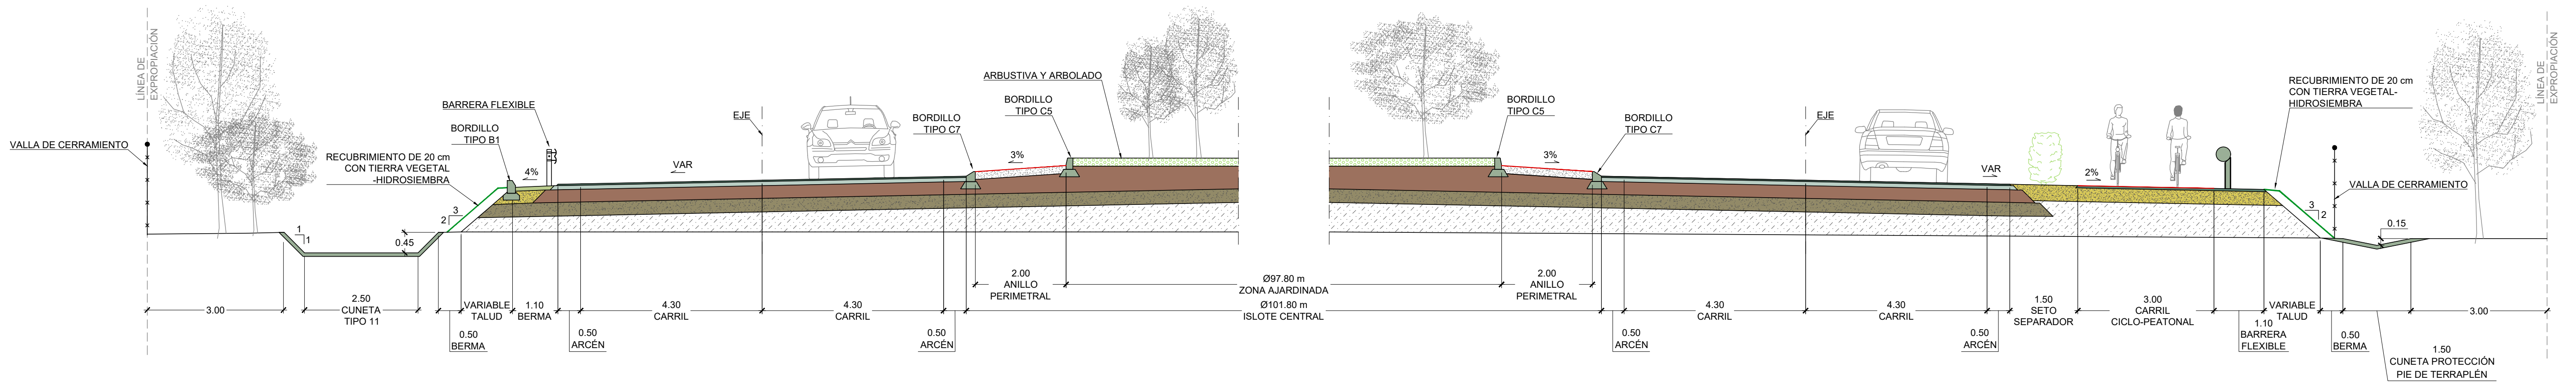 LÍNEA DE
EXPROPIACIÓN
VALLA DE CERRAMIENTO
BARRERA FLEXIBLE
BORDILLO
TIPO B1
RECUBRIMIENTO DE 20 cm
CON TIERRA VEGETAL
-HIDROSIEMBRA
4%
VAR
EJE
ARBUSTIVA Y ARBOLADO
BORDILLO
TIPO C5
BORDILLO
TIPO C7
3%
BORDILLO
TIPO C5
3%
BORDILLO
TIPO C7
EJE
VAR
2%
RECUBRIMIENTO DE 20 cm
CON TIERRA VEGETAL-
HIDROSIEMBRA
VALLA DE CERRAMIENTO
LÍNEA DE
EXPROPIACIÓN
1
1
0.45
3
2
3
2
0.15
3.00
2.50
CUNETA
TIPO 11
0.50
BERMA
VARIABLE
TALUD
1.10
BERMA
0.50
ARCÉN
4.30
CARRIL
4.30
CARRIL
0.50
ARCÉN
2.00
ANILLO
PERIMETRAL
Ø97.80 m
ZONA AJARDINADA
Ø101.80 m
ISLOTE CENTRAL
2.00
ANILLO
PERIMETRAL
0.50
ARCÉN
4.30
CARRIL
4.30
CARRIL
0.50
ARCÉN
1.50
SETO
SEPARADOR
3.00
CARRIL
CICLO-PEATONAL
1.10
BARRERA
FLEXIBLE
VARIABLE
TALUD
0.50
BERMA
1.50
CUNETA PROTECCIÓN
PIE DE TERRAPLÉN
3.00